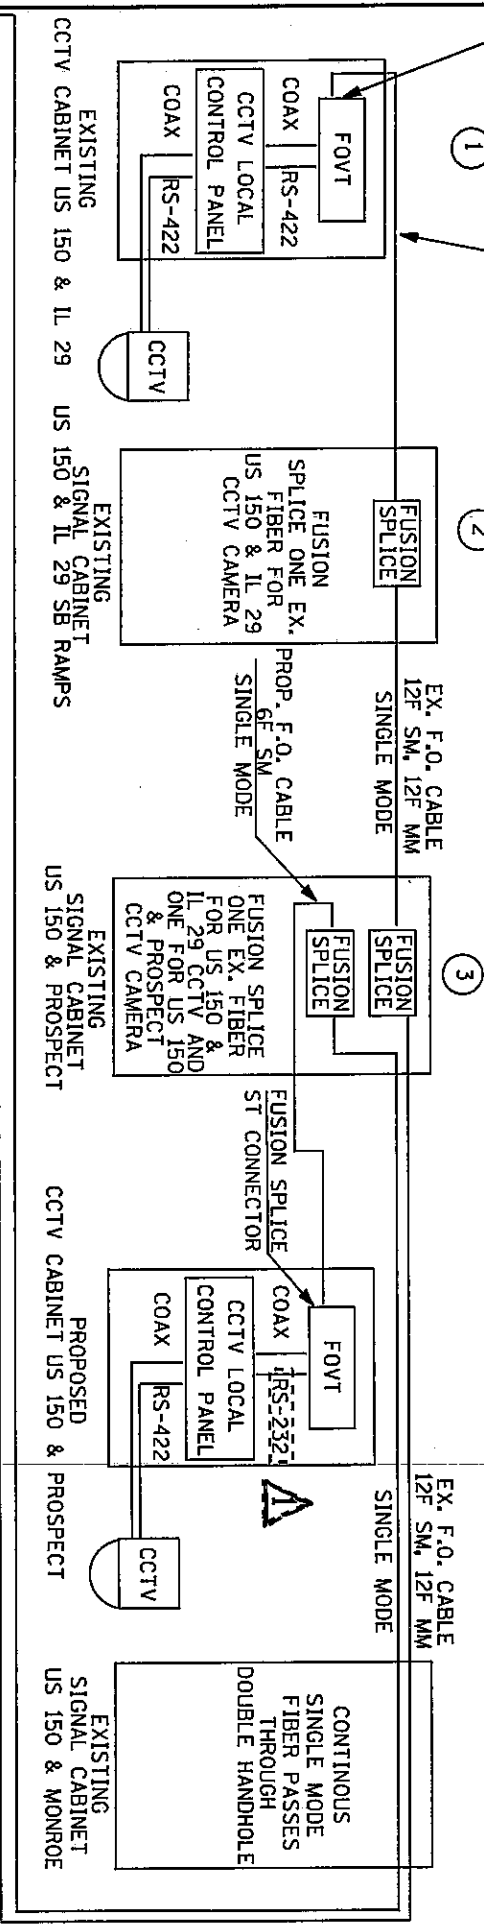 1
FOVT
COAX
RS-422
CCTV LOCAL
CONTROL PANEL
COAX
RS-422
CCTV
EXISTING
CCTV CABINET US 150 & IL 29
2
FUSION
SPLICE
FUSION
SPLICE ONE EX.
FIBER FOR
US 150 & IL 29
CCTV CAMERA
EXISTING
SIGNAL CABINET
US 150 & IL 29 SB RAMPS
EX. F.O. CABLE
12F SM, 12F MM
SINGLE MODE
PROP. F.O. CABLE
6F SM
SINGLE MODE
3
FUSION
SPLICE
FUSION
SPLICE
FUSION SPLICE
ONE EX. FIBER
FOR US 150 &
IL 29 CCTV AND
ONE FOR US 150
& PROSPECT
CCTV CAMERA
EXISTING
SIGNAL CABINET
US 150 & PROSPECT
FUSION SPLICE
ST CONNECTOR
FOVT
COAX
RS-232
CCTV LOCAL
CONTROL PANEL
COAX
RS-422
CCTV
1
PROPOSED
CCTV CABINET US 150 & PROSPECT
EX. F.O. CABLE
12F SM, 12F MM
SINGLE MODE
CONTINOUS
SINGLE MODE
FIBER PASSES
THROUGH
DOUBLE HANDHOLE
EXISTING
SIGNAL CABINET
US 150 & MONROE